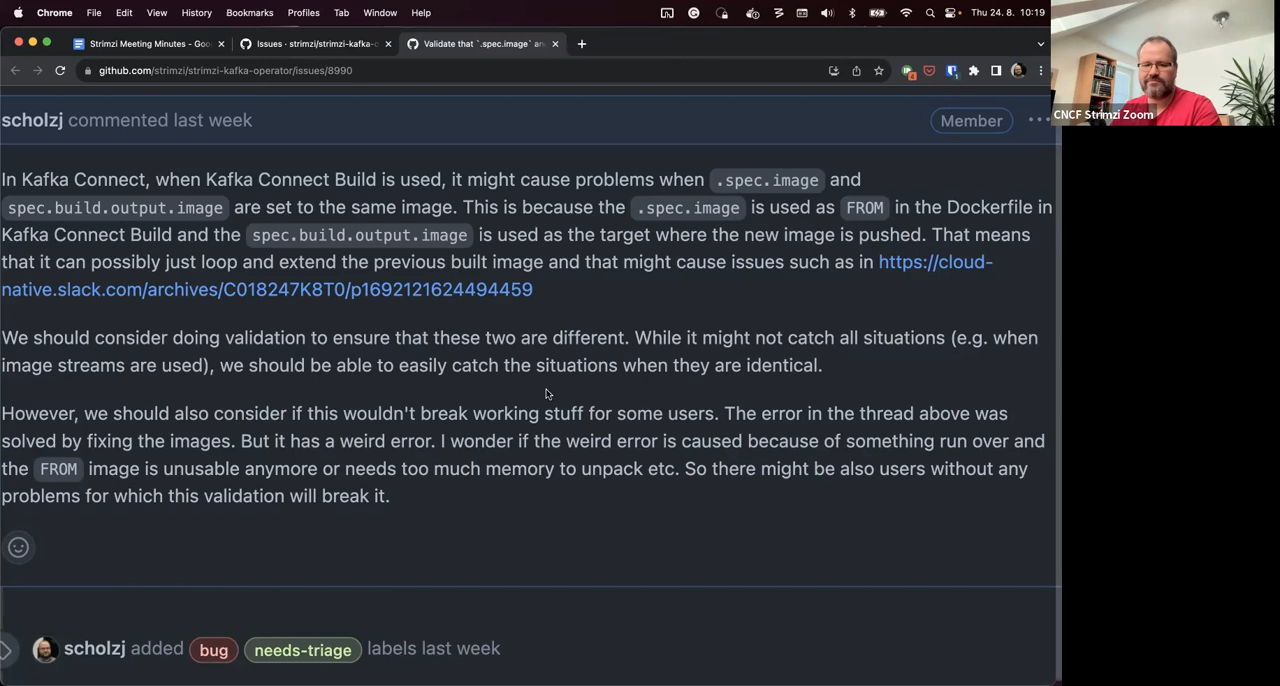 Chrome File Edit View History Bookmarks Profiles Tab Window Help Thu 24. 8. 10:19
Strimzi Meeting Minutes - Goo Issues · strimzi/strimzi-kafka-o Validate that `.spec.image` an
github.com/strimzi/strimzi-kafka-operator/issues/8990
CNCF Strimzi Zoom
scholzj commented last week Member
In Kafka Connect, when Kafka Connect Build is used, it might cause problems when .spec.image and
spec.build.output.image are set to the same image. This is because the .spec.image is used as FROM in the Dockerfile in
Kafka Connect Build and the spec.build.output.image is used as the target where the new image is pushed. That means
that it can possibly just loop and extend the previous built image and that might cause issues such as in https://cloud-
native.slack.com/archives/C018247K8T0/p1692121624494459
We should consider doing validation to ensure that these two are different. While it might not catch all situations (e.g. when
image streams are used), we should be able to easily catch the situations when they are identical.
However, we should also consider if this wouldn't break working stuff for some users. The error in the thread above was
solved by fixing the images. But it has a weird error. I wonder if the weird error is caused because of something run over and
the FROM image is unusable anymore or needs too much memory to unpack etc. So there might be also users without any
problems for which this validation will break it.
scholzj added bug needs-triage labels last week